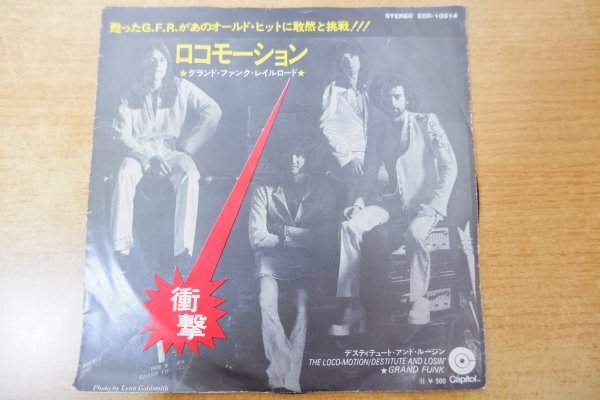 甦ったG.F.R.があのオールド・ヒットに敢然と挑戦!!!
STEREO ECR-10514
ロコモーション
★グランド・ファンク・レイルロード★
衝撃
デスティテュート・アンド・ルージン
THE LOCO-MOTION/DESTITUTE AND LOSIN'
★GRAND FUNK
Ⓗ ¥500
Capitol
Photo by Lynn Goldsmith